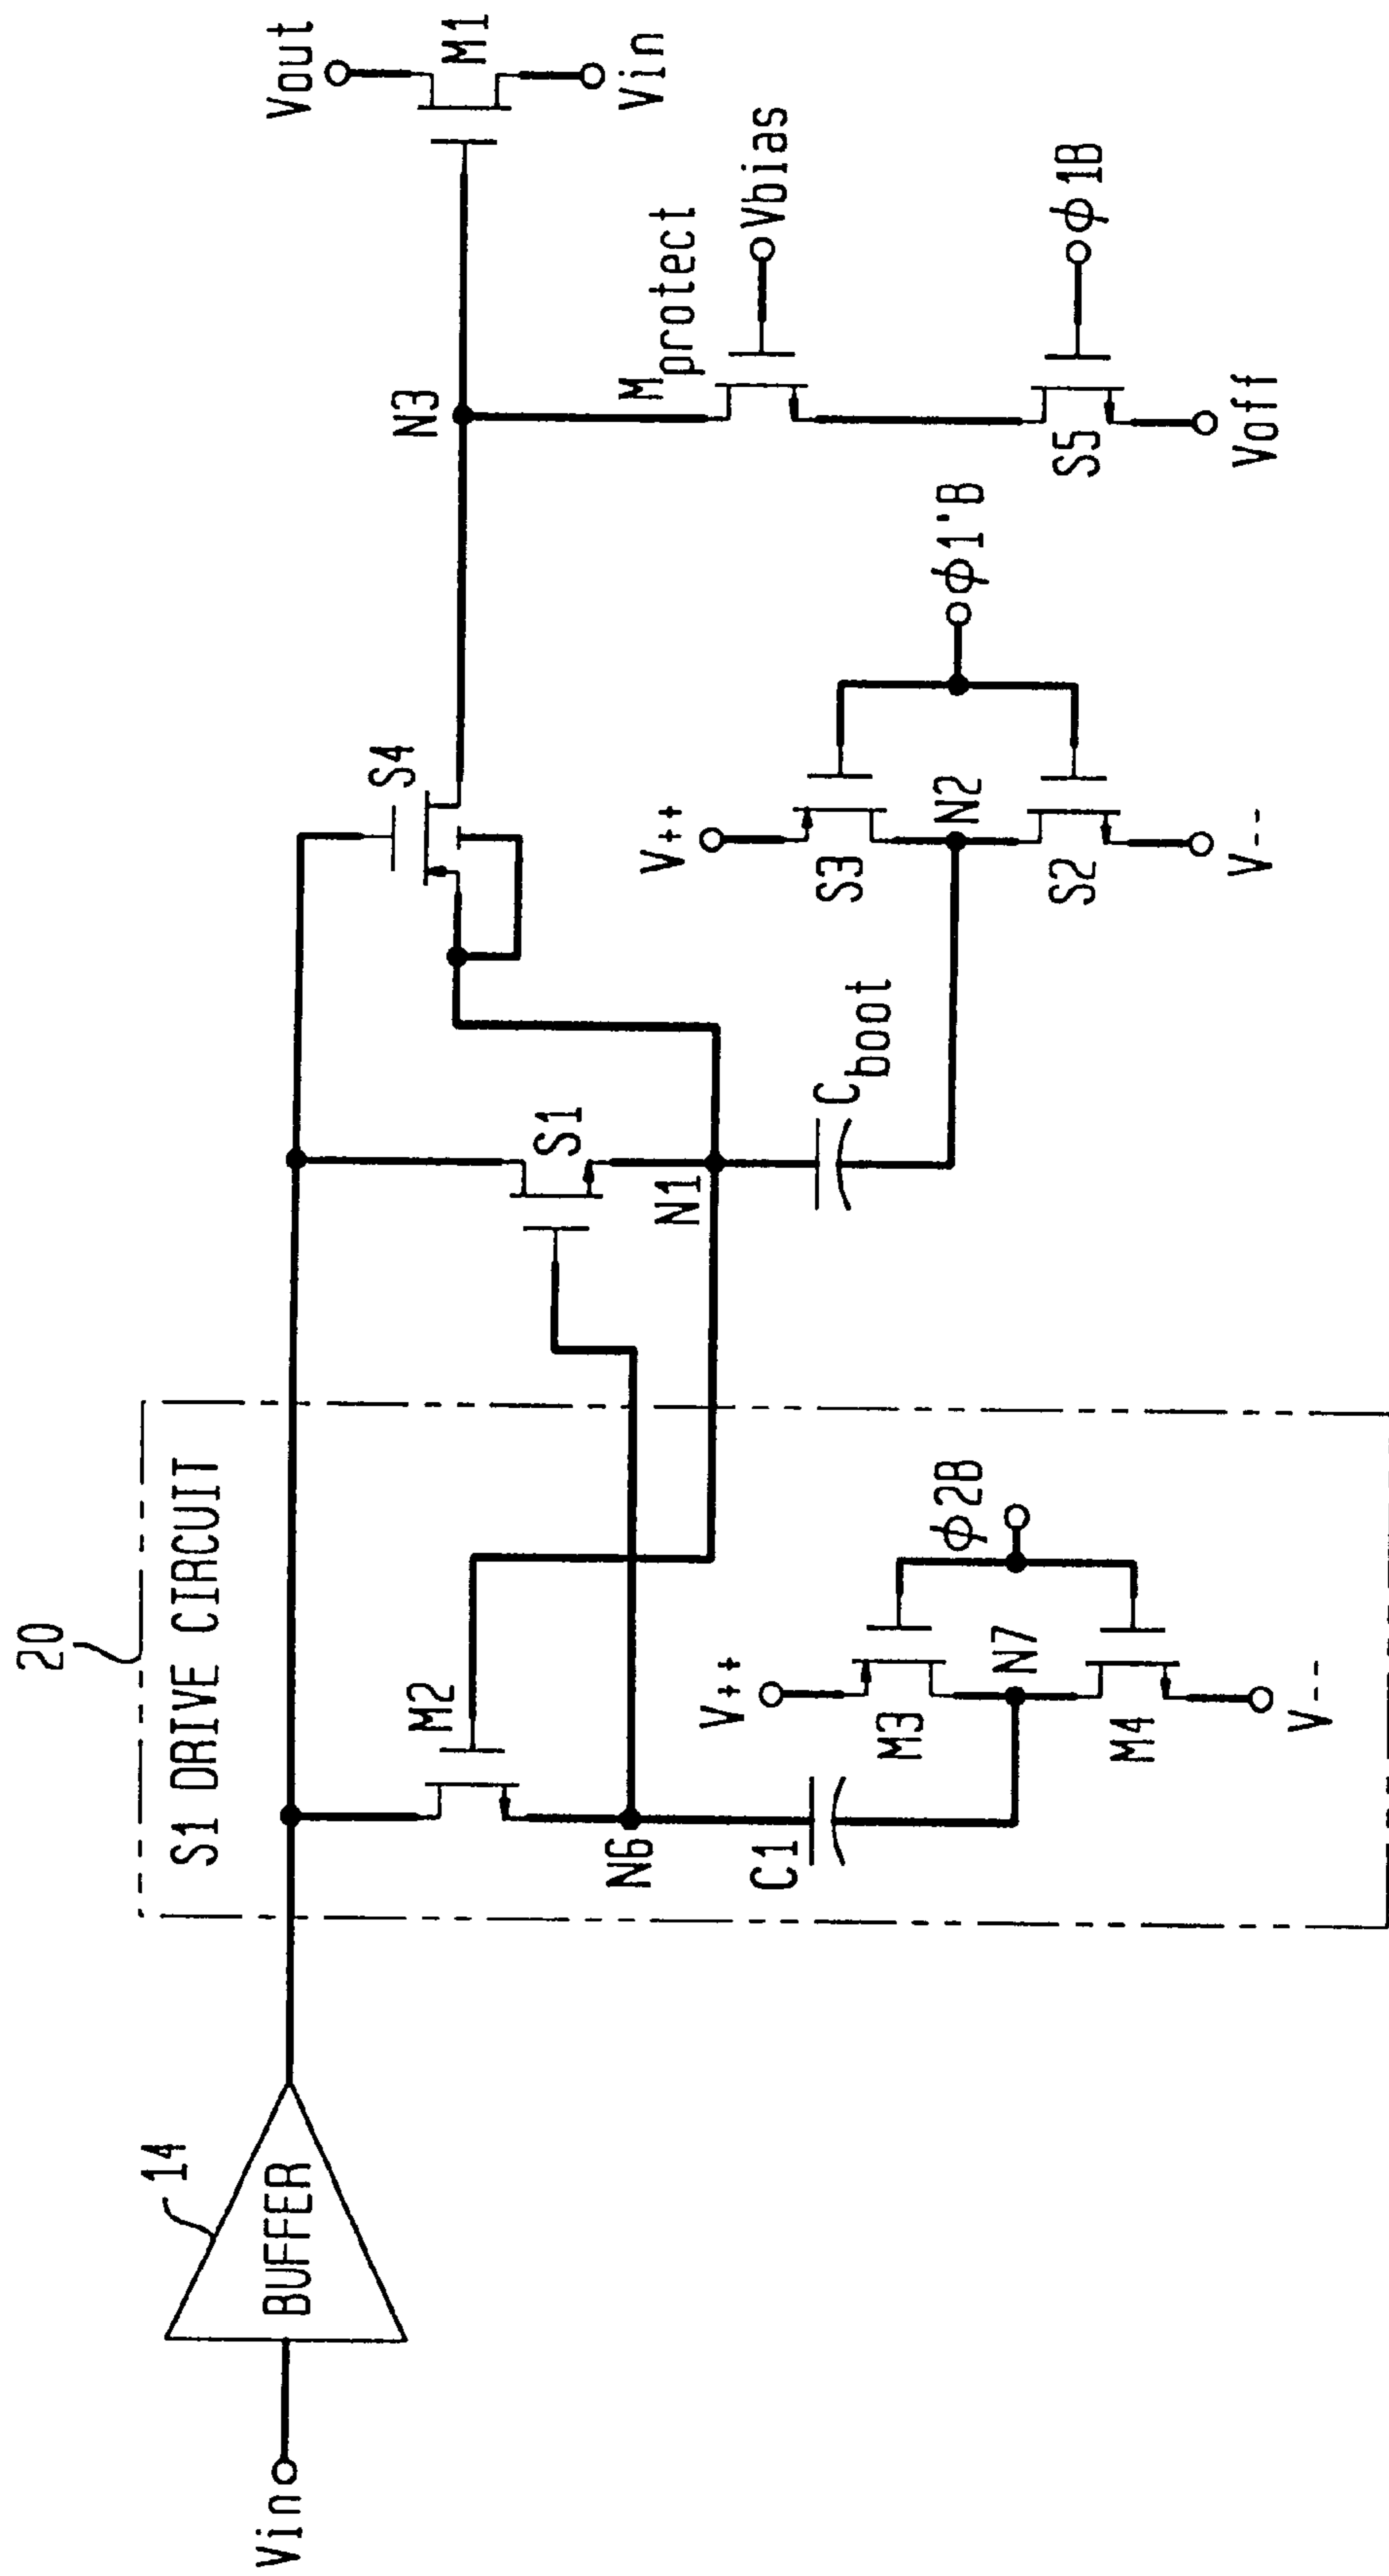 20
S1 DRIVE CIRCUIT
14
BUFFER
Vin
M2
N6
C1
V++
M3
N7
M4
V--
ϕ2B
S1
N1
Cboot
S4
V++
S3
N2
S2
V--
ϕ1'B
N3
Mprotect
Vbias
S5
ϕ1B
Voff
Vout
M1
Vin